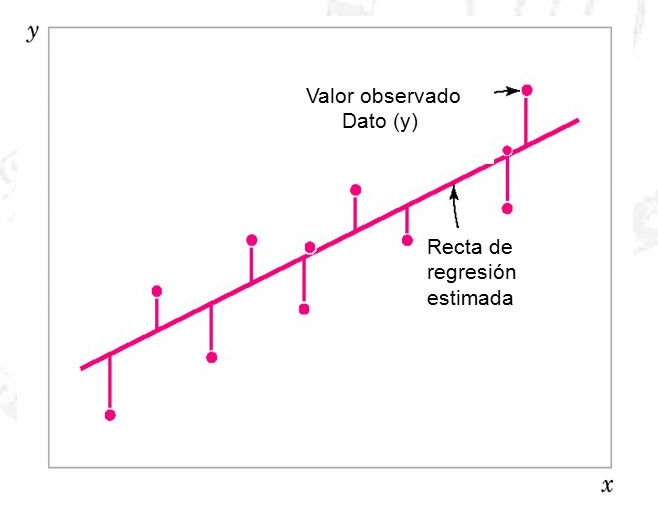 y
Valor observado
Dato (y)
Recta de
regresión
estimada
x